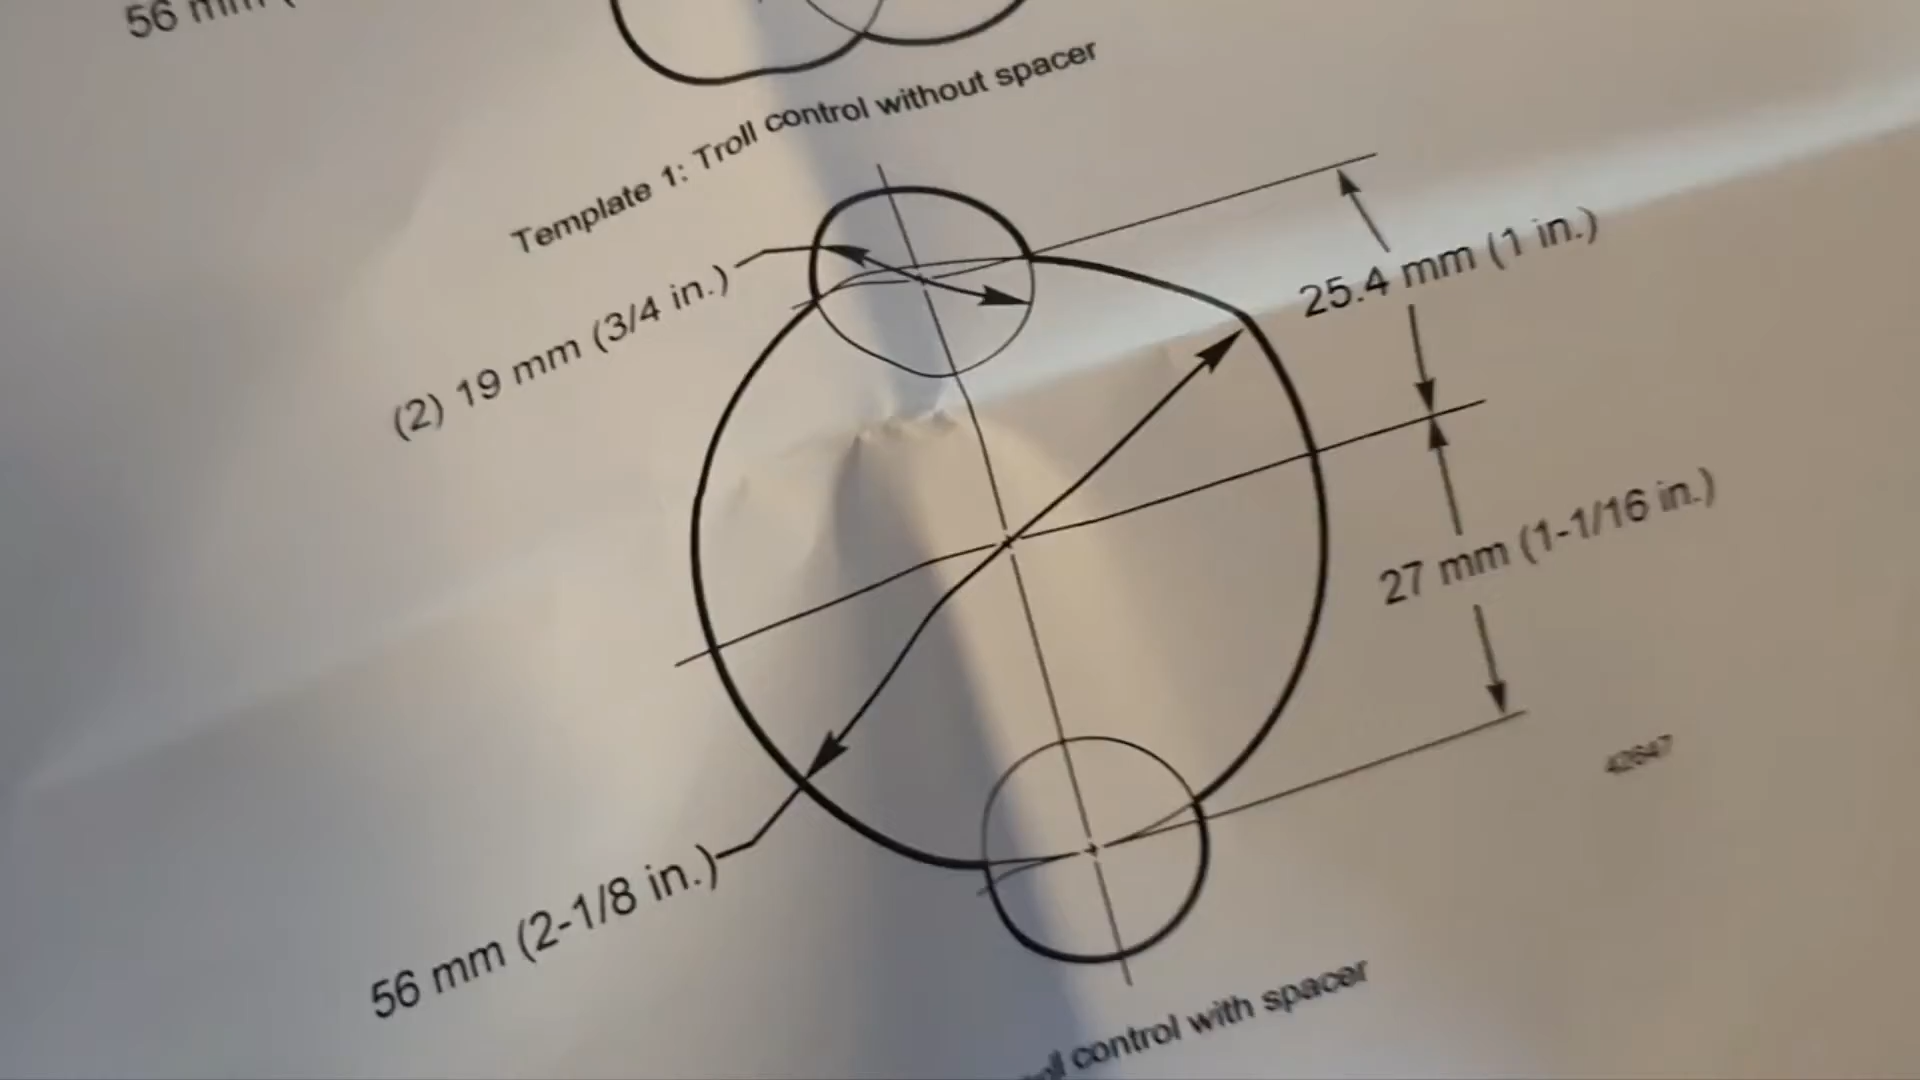 56 mm (
Template 1: Troll control without spacer
(2) 19 mm (3/4 in.)
25.4 mm (1 in.)
27 mm (1-1/16 in.)
42647
56 mm (2-1/8 in.)
control with spacer